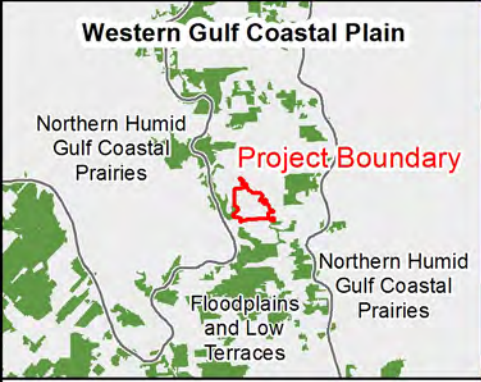 Western Gulf Coastal Plain
Northern Humid
Gulf Coastal
Prairies
Project Boundary
Northern Humid
Gulf Coastal
Prairies
Floodplains
and Low
Terraces